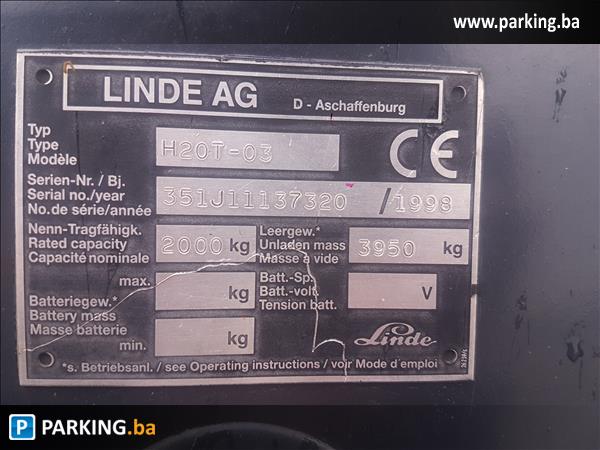 www.parking.ba
LINDE AG D - Aschaffenburg
Typ
Type
Modèle
H20T-03
CE
Serien-Nr. / Bj.
Serial no./year
No.de série/année
351J11137320 / 1998
Nenn-Tragfähigk.
Rated capacity
Capacité nominale
2000 kg
Leergew.*
Unladen mass
Masse à vide
3950 kg
max.
kg
Batteriegew.*
Battery mass
Masse batterie
min.
kg
Batt.-Sp.
Batt.-volt.
Tension batt.
V
Linde
*s. Betriebsanl. / see Operating instructions / voir Mode d'emploi
P PARKING.ba